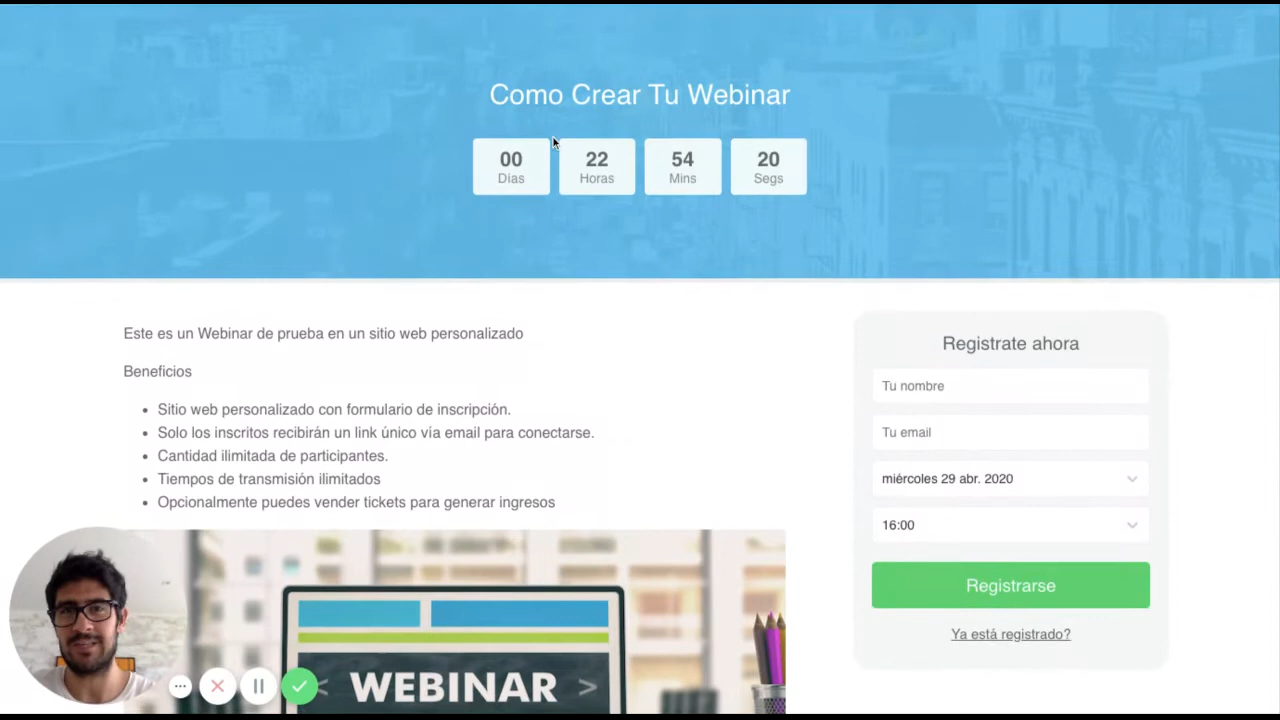 Como Crear Tu Webinar
00 22 54 20
Días Horas Mins Segs
Este es un Webinar de prueba en un sitio web personalizado
Beneficios
Sitio web personalizado con formulario de inscripción.
Solo los inscritos recibirán un link único vía email para conectarse.
Cantidad ilimitada de participantes.
Tiempos de transmisión ilimitados
Opcionalmente puedes vender tickets para generar ingresos
Registrate ahora
Tu nombre
Tu email
miércoles 29 abr. 2020
16:00
Registrarse
Ya está registrado?
< WEBINAR >